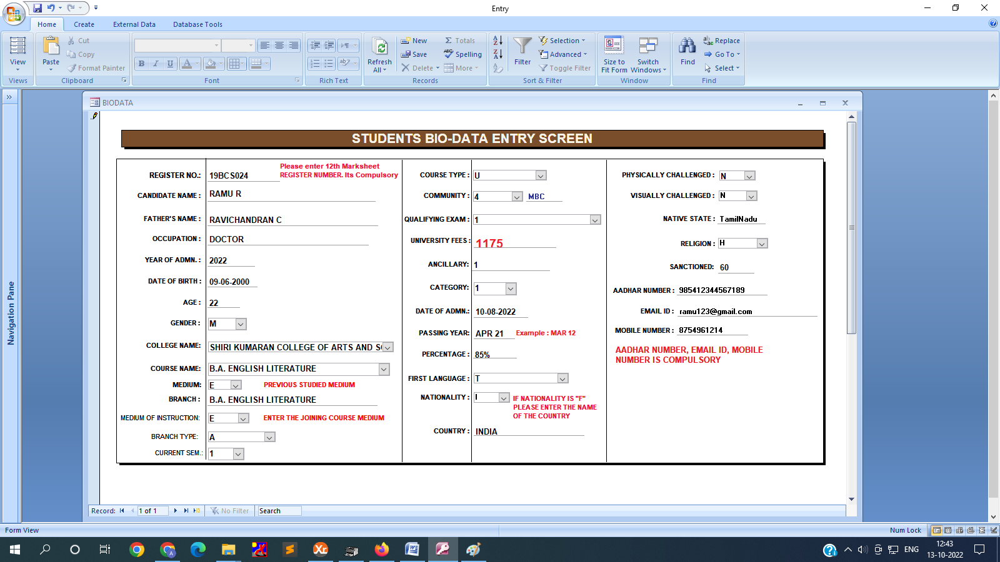 Entry
Home Create External Data Database Tools
View
Views
Paste
Cut
Copy
Format Painter
Clipboard
B I U A
Font
Rich Text
Refresh All
New
Save
Delete
Totals
Spelling
More
Records
Filter
Selection
Advanced
Toggle Filter
Sort & Filter
Size to Fit Form
Switch Windows
Window
Find
Replace
Go To
Select
Find
Navigation Pane
BIODATA
STUDENTS BIO-DATA ENTRY SCREEN
REGISTER NO.: 19BCS024
Please enter 12th Marksheet
REGISTER NUMBER. Its Compulsory
CANDIDATE NAME : RAMU R
FATHER'S NAME : RAVICHANDRAN C
OCCUPATION : DOCTOR
YEAR OF ADMN. : 2022
DATE OF BIRTH : 09-06-2000
AGE : 22
GENDER : M
COLLEGE NAME: SHIRI KUMARAN COLLEGE OF ARTS AND
COURSE NAME: B.A. ENGLISH LITERATURE
MEDIUM: E PREVIOUS STUDIED MEDIUM
BRANCH : B.A. ENGLISH LITERATURE
MEDIUM OF INSTRUCTION: E ENTER THE JOINING COURSE MEDIUM
BRANCH TYPE: A
CURRENT SEM.: 1
COURSE TYPE : U
COMMUNITY : 4 MBC
QUALIFYING EXAM : 1
UNIVERSITY FEES : 1175
ANCILLARY: 1
CATEGORY: 1
DATE OF ADMN.: 10-08-2022
PASSING YEAR: APR 21 Example : MAR 12
PERCENTAGE : 85%
FIRST LANGUAGE : T
NATIONALITY : I
IF NATIONALITY IS "F"
PLEASE ENTER THE NAME
OF THE COUNTRY
COUNTRY : INDIA
PHYSICALLY CHALLENGED : N
VISUALLY CHALLENGED : N
NATIVE STATE : TamilNadu
RELIGION : H
SANCTIONED: 60
AADHAR NUMBER : 985412344567189
EMAIL ID : ramu123@gmail.com
MOBILE NUMBER : 8754961214
AADHAR NUMBER, EMAIL ID, MOBILE
NUMBER IS COMPULSORY
Record: 1 of 1 No Filter Search
Form View Num Lock
ENG
12:43
13-10-2022